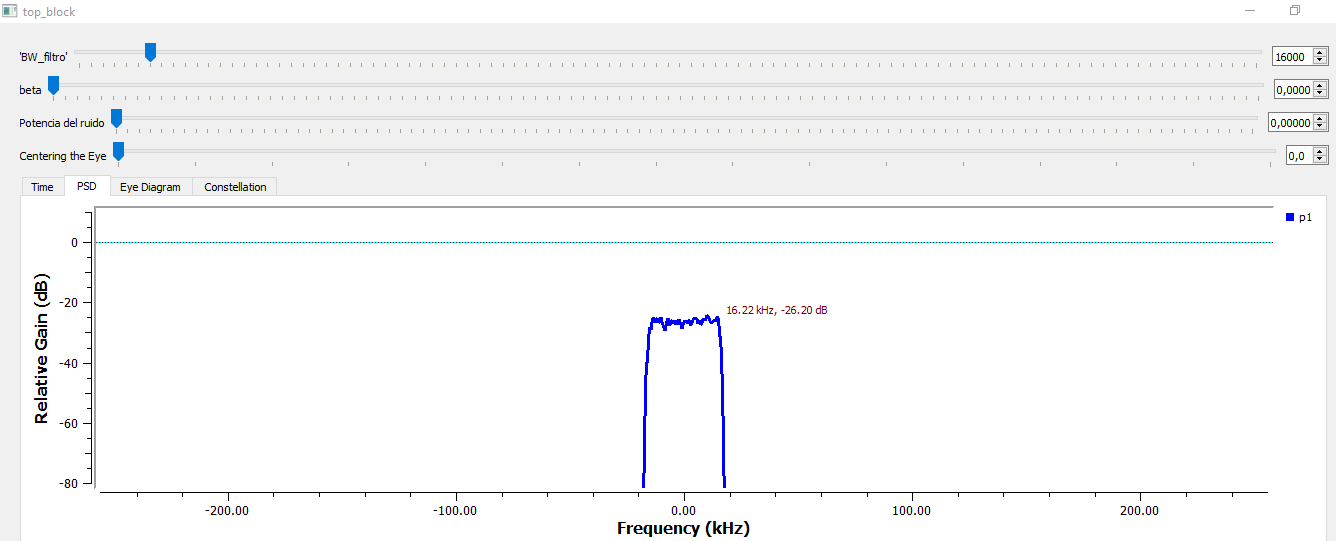 top_block
'BW_filtro' 16000
beta 0,0000
Potencia del ruido 0,00000
Centering the Eye 0,0
Time PSD Eye Diagram Constellation
p1
0
-20
16.22 kHz, -26.20 dB
-40
-60
-80
Relative Gain (dB)
-200.00 -100.00 0.00 100.00 200.00
Frequency (kHz)